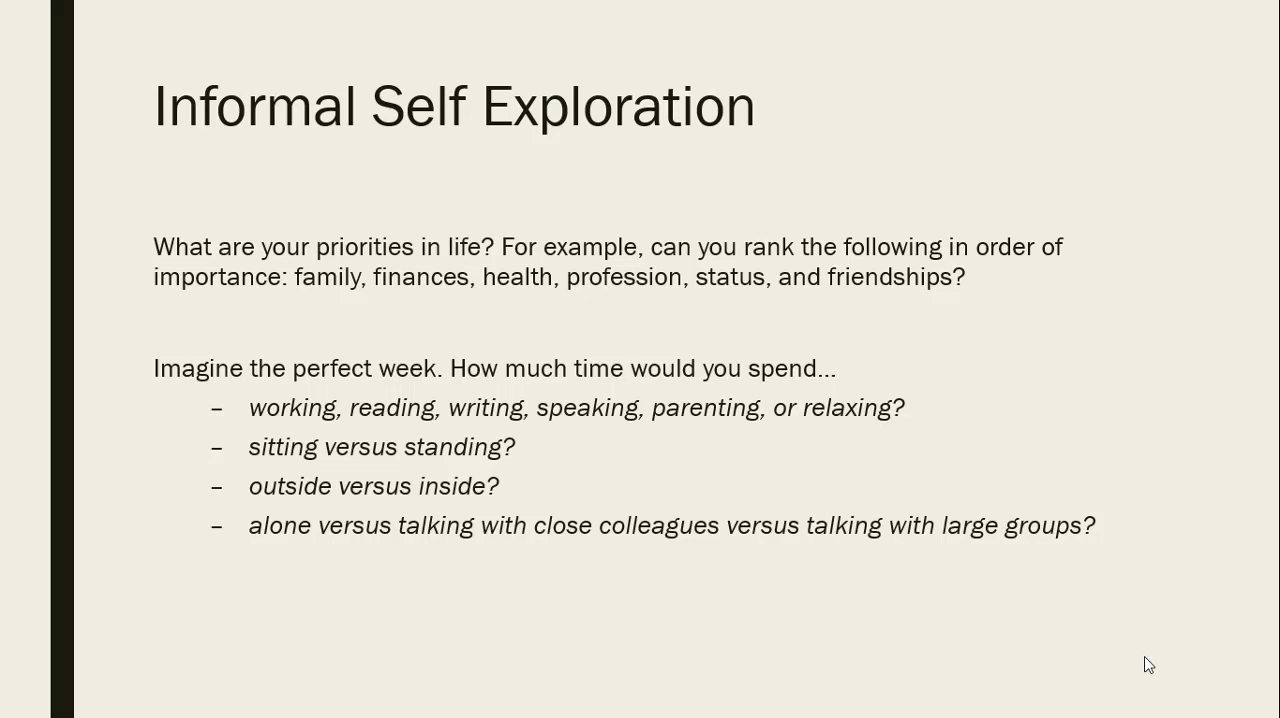 Informal Self Exploration
What are your priorities in life? For example, can you rank the following in order of
importance: family, finances, health, profession, status, and friendships?
Imagine the perfect week. How much time would you spend...
– working, reading, writing, speaking, parenting, or relaxing?
– sitting versus standing?
– outside versus inside?
– alone versus talking with close colleagues versus talking with large groups?